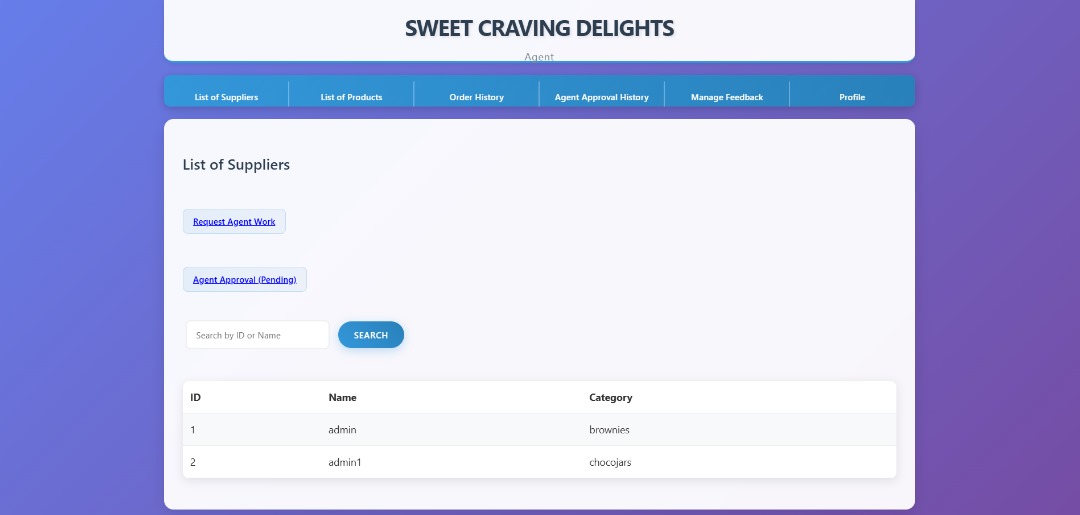 SWEET CRAVING DELIGHTS
Agent
List of Suppliers List of Products Order History Agent Approval History Manage Feedback Profile
List of Suppliers
Request Agent Work
Agent Approval (Pending)
Search by ID or Name SEARCH
ID Name Category
1 admin brownies
2 admin1 chocojars